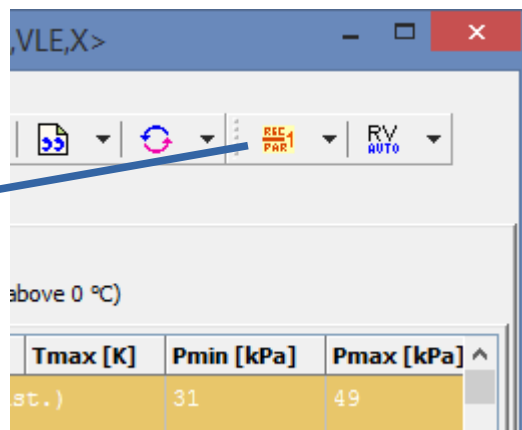 ,VLE,X>
REC
PAR 1
RV
AUTO
above 0 °C)
Tmax [K] Pmin [kPa] Pmax [kPa]
st.) 31 49